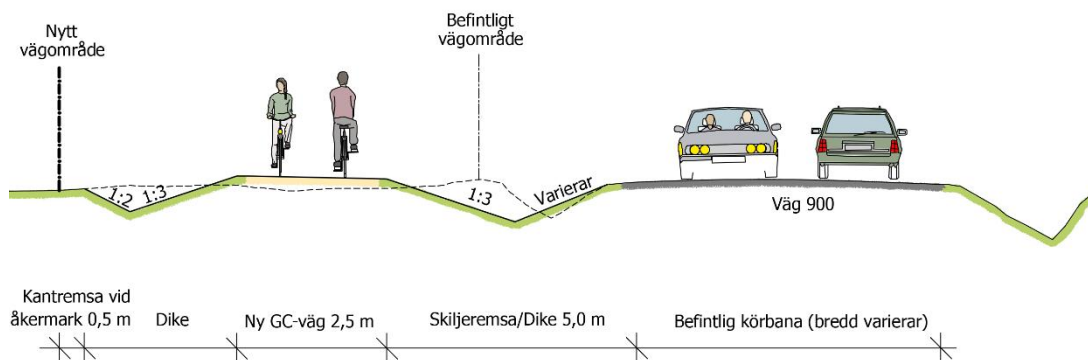 Nytt
vägområde
Befintligt
vägområde
1:2
1:3
1:3
Varierar
Väg 900
Kantremsa vid
åkermark 0,5 m
Dike
Ny GC-väg 2,5 m
Skiljeremsa/Dike 5,0 m
Befintlig körbana (bredd varierar)